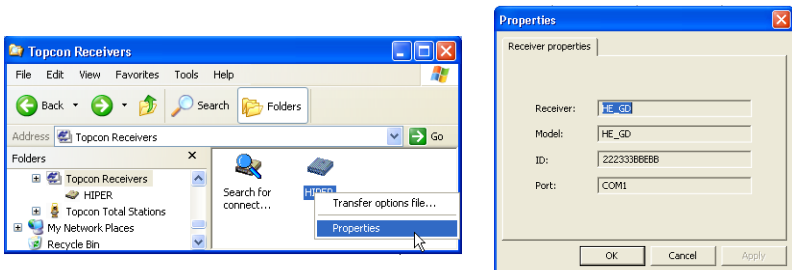 Topcon Receivers
File Edit View Favorites Tools Help
Back Search Folders
Address Topcon Receivers Go
Folders
Topcon Receivers
HIPER
Topcon Total Stations
My Network Places
Recycle Bin
Search for
connect...
HIPER
Transfer options file...
Properties
Properties
Receiver properties
Receiver: HE_GD
Model: HE_GD
ID: 222333BBEBB
Port: COM1
OK Cancel Apply